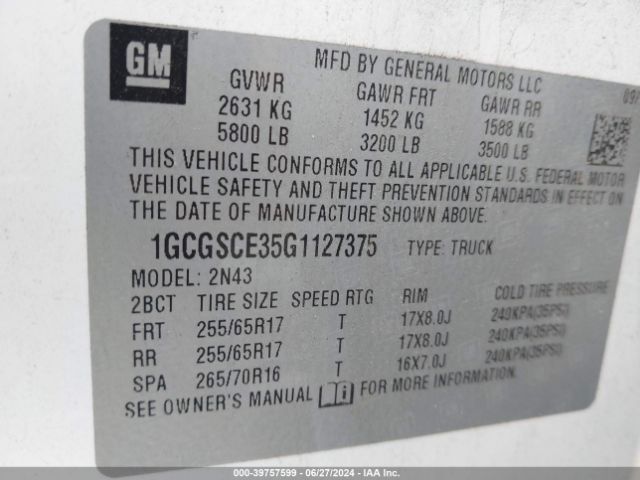 GM
MFD BY GENERAL MOTORS LLC
GVWR GAWR FRT GAWR RR
2631 KG 1452 KG 1588 KG
5800 LB 3200 LB 3500 LB
THIS VEHICLE CONFORMS TO ALL APPLICABLE U.S. FEDERAL MOTOR
VEHICLE SAFETY AND THEFT PREVENTION STANDARDS IN EFFECT ON
THE DATE OF MANUFACTURE SHOWN ABOVE.
1GCGSCE35G1127375 TYPE: TRUCK
MODEL: 2N43
2BCT TIRE SIZE SPEED RTG RIM COLD TIRE PRESSURE
FRT 255/65R17 T 17X8.0J 240KPA(35PSI)
RR 255/65R17 T 17X8.0J 240KPA(35PSI)
SPA 265/70R16 T 16X7.0J 240KPA(35PSI)
SEE OWNER'S MANUAL i FOR MORE INFORMATION.
000-39757599 - 06/27/2024 - IAA Inc.